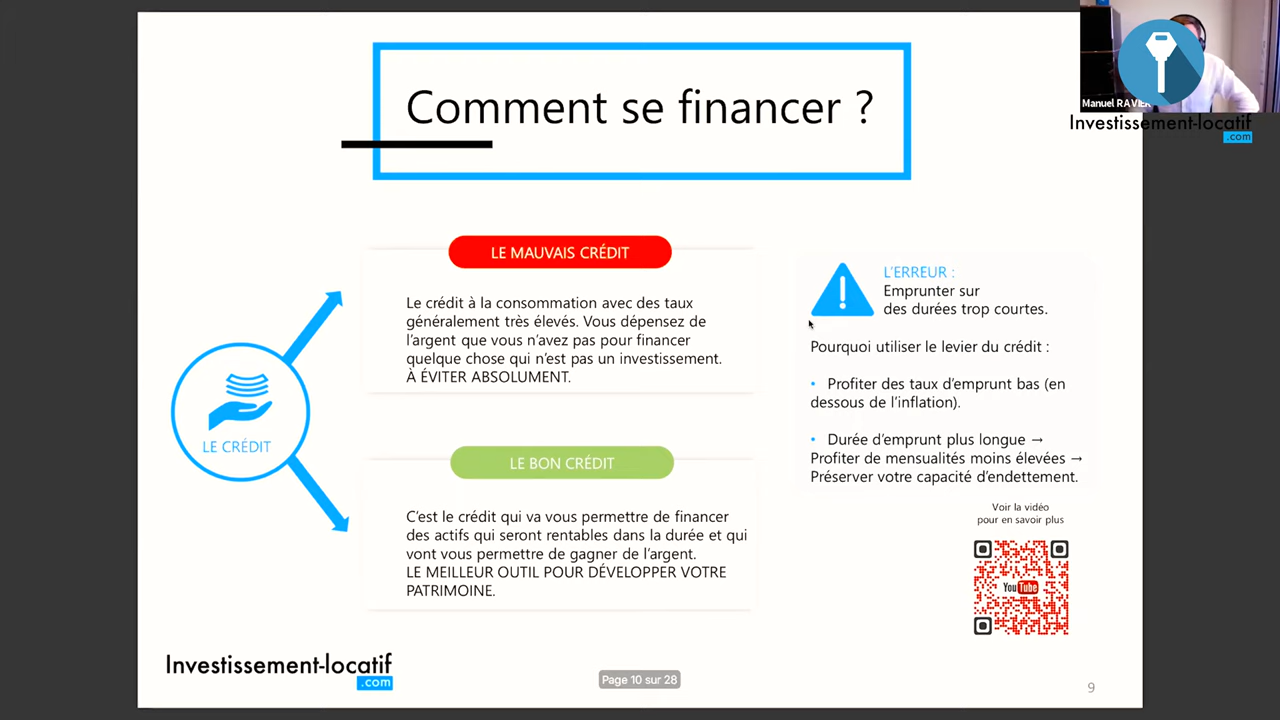 Comment se financer ?
Manuel RAVIER
Investissement-locatif
.com
LE MAUVAIS CRÉDIT
Le crédit à la consommation avec des taux
généralement très élevés. Vous dépensez de
l'argent que vous n'avez pas pour financer
quelque chose qui n'est pas un investissement.
À ÉVITER ABSOLUMENT.
LE CRÉDIT
LE BON CRÉDIT
C'est le crédit qui va vous permettre de financer
des actifs qui seront rentables dans la durée et qui
vont vous permettre de gagner de l'argent.
LE MEILLEUR OUTIL POUR DÉVELOPPER VOTRE
PATRIMOINE.
L'ERREUR :
Emprunter sur
des durées trop courtes.
Pourquoi utiliser le levier du crédit :
• Profiter des taux d'emprunt bas (en
dessous de l'inflation).
• Durée d'emprunt plus longue →
Profiter de mensualités moins élevées →
Préserver votre capacité d'endettement.
Voir la vidéo
pour en savoir plus
YouTube
Investissement-locatif
.com
Page 10 sur 28
9